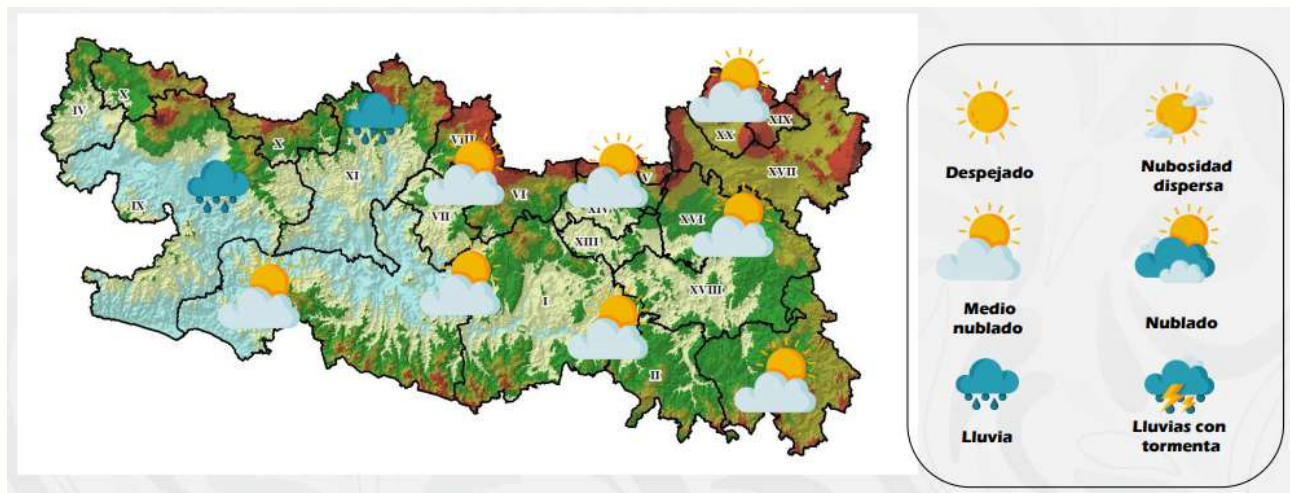 IV
X
X
VIII
XI
IX
VII
VI
V
XIV
XIII
XVI
XX
XIX
XVII
XVIII
I
II
Despejado
Nubosidad
dispersa
Medio
nublado
Nublado
Lluvia
Lluvias con
tormenta